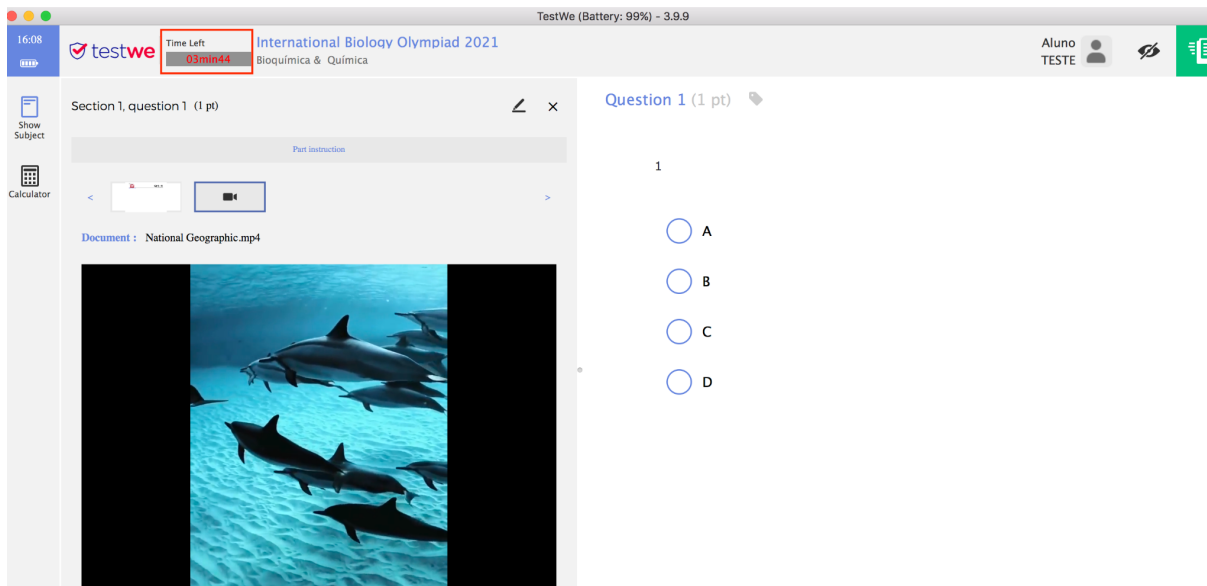 TestWe (Battery: 99%) - 3.9.9
16:08
testwe
Time Left
03min44
International Biology Olympiad 2021
Bioquímica & Química
Aluno
TESTE
Show
Subject
Calculator
Section 1, question 1 (1 pt)
Part instruction
<
>
Document : National Geographic.mp4
Question 1 (1 pt)
1
A
B
C
D